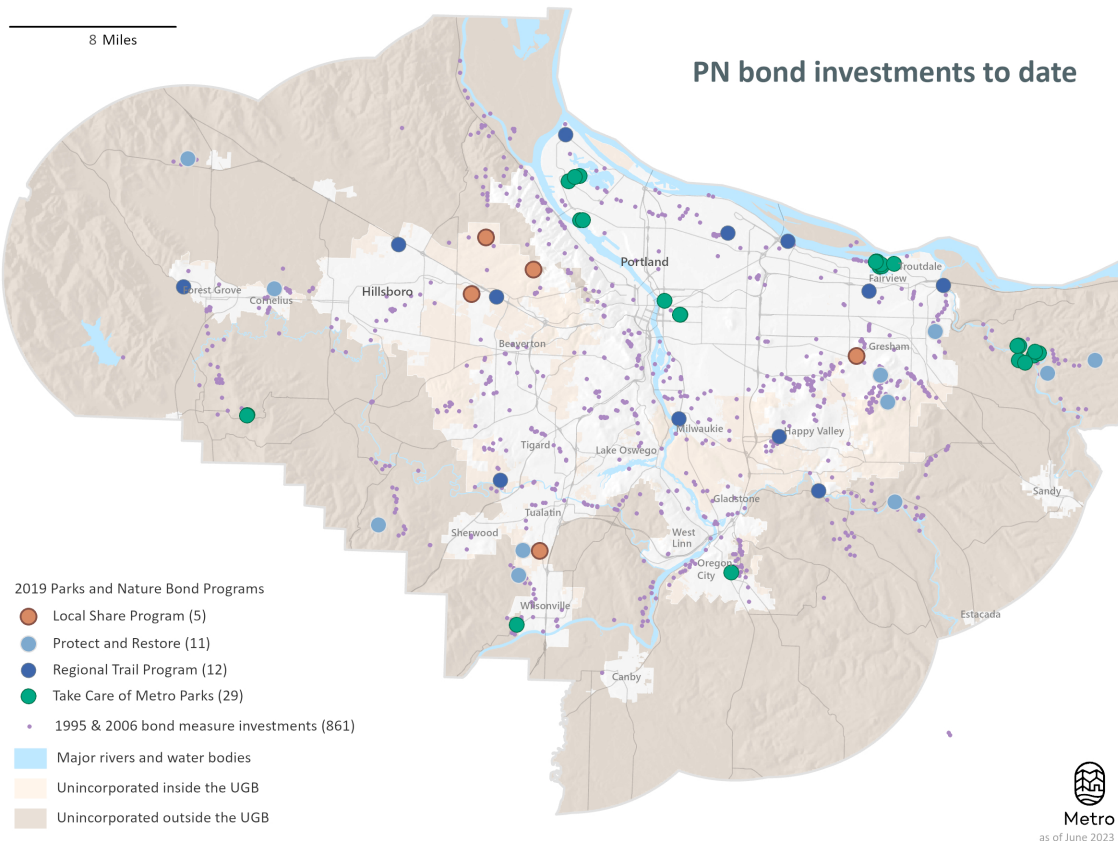 8 Miles
PN bond investments to date
Portland
Troutdale
Fairview
Forest Grove
Cornelius
Hillsboro
Beaverton
Gresham
Milwaukie
Happy Valley
Tigard
Lake Oswego
Sandy
Gladstone
Tualatin
Sherwood
West
Linn
Oregon
City
Wilsonville
Estacada
Canby
2019 Parks and Nature Bond Programs
Local Share Program (5)
Protect and Restore (11)
Regional Trail Program (12)
Take Care of Metro Parks (29)
1995 & 2006 bond measure investments (861)
Major rivers and water bodies
Unincorporated inside the UGB
Unincorporated outside the UGB
Metro
as of June 2023